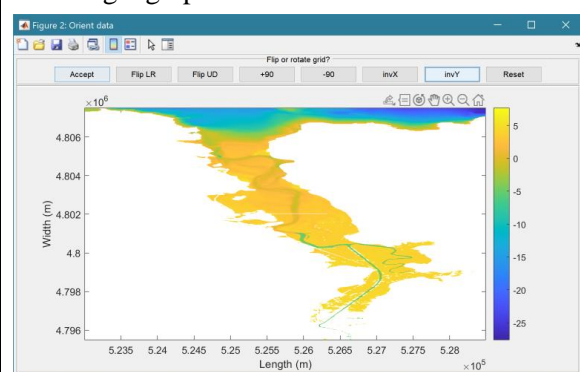 Figure 2: Orient data
Flip or rotate grid?
Accept Flip LR Flip UD +90 -90 invX invY Reset
×10⁶
4.806
4.804
4.802
4.8
4.798
4.796
Width (m)
5.235 5.24 5.245 5.25 5.255 5.26 5.265 5.27 5.275 5.28
Length (m)
×10⁵
5
0
-5
-10
-15
-20
-25